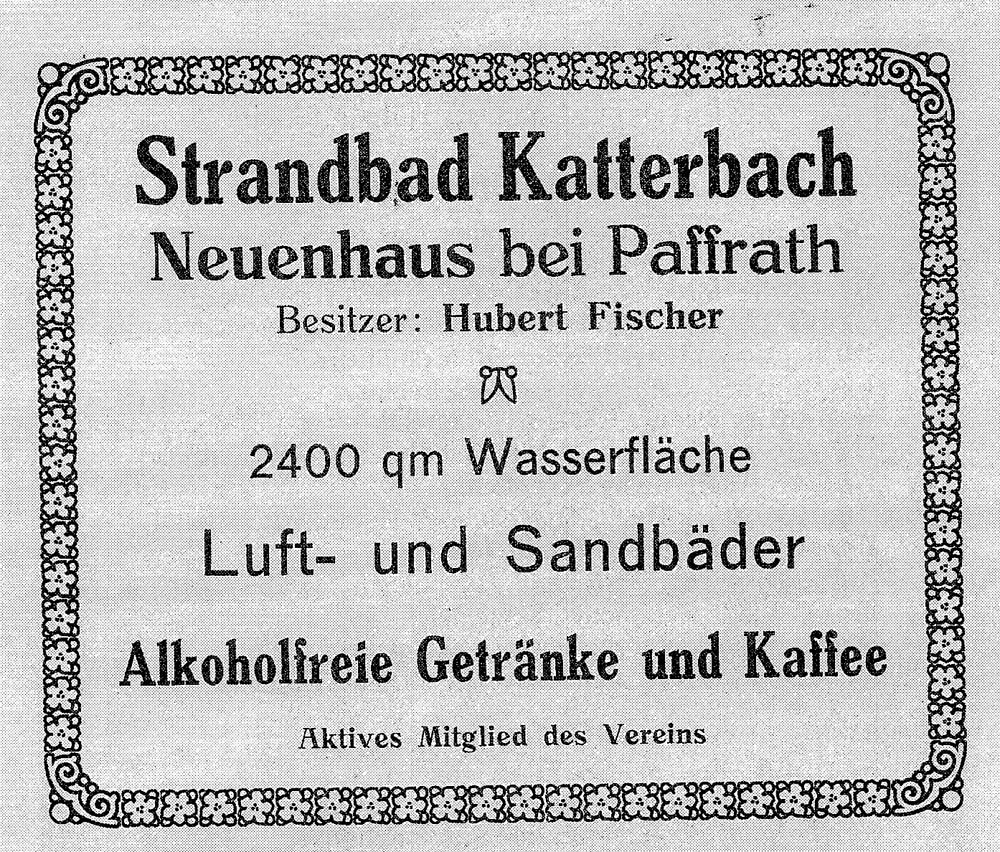 Strandbad Katterbach
Neuenhaus bei Paffrath
Besitzer: Hubert Fischer
2400 qm Wasserfläche
Luft- und Sandbäder
Alkoholfreie Getränke und Kaffee
Aktives Mitglied des Vereins